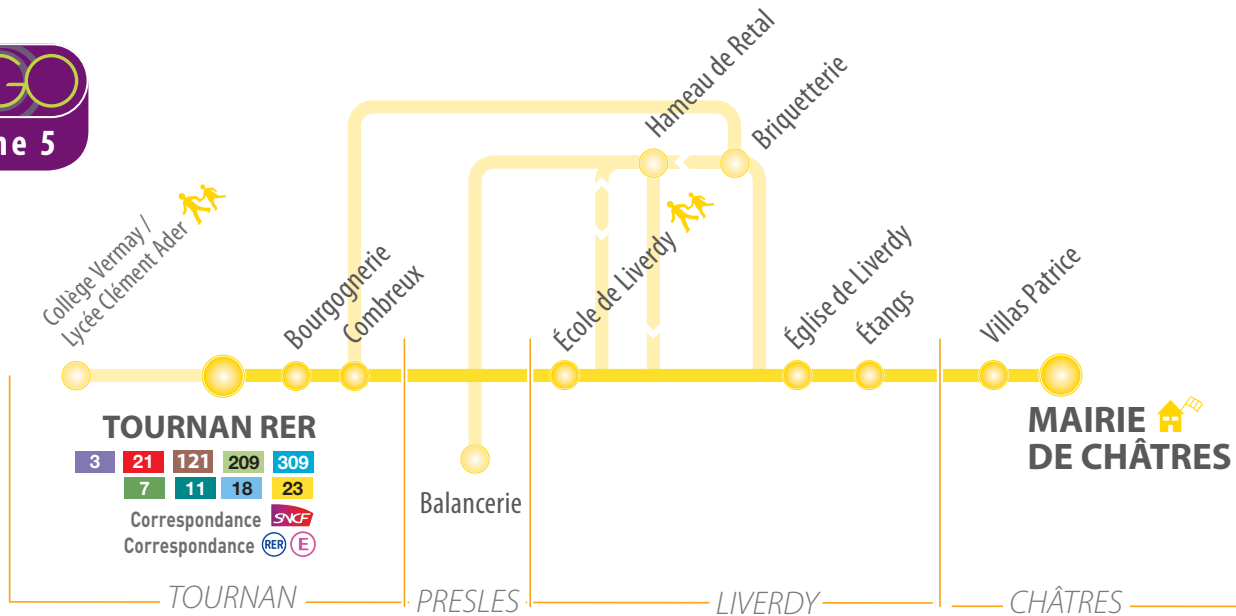 GO
ne 5
Collège Vermay /
Lycée Clément Ader
Bourgognerie
Combreux
École de Liverdy
Hameau de Retal
Briquetterie
Église de Liverdy
Étangs
Villas Patrice
TOURNAN RER
3 21 121 209 309
7 11 18 23
Correspondance SNCF
Correspondance RER E
Balancerie
MAIRIE
DE CHÂTRES
TOURNAN
PRESLES
LIVERDY
CHÂTRES